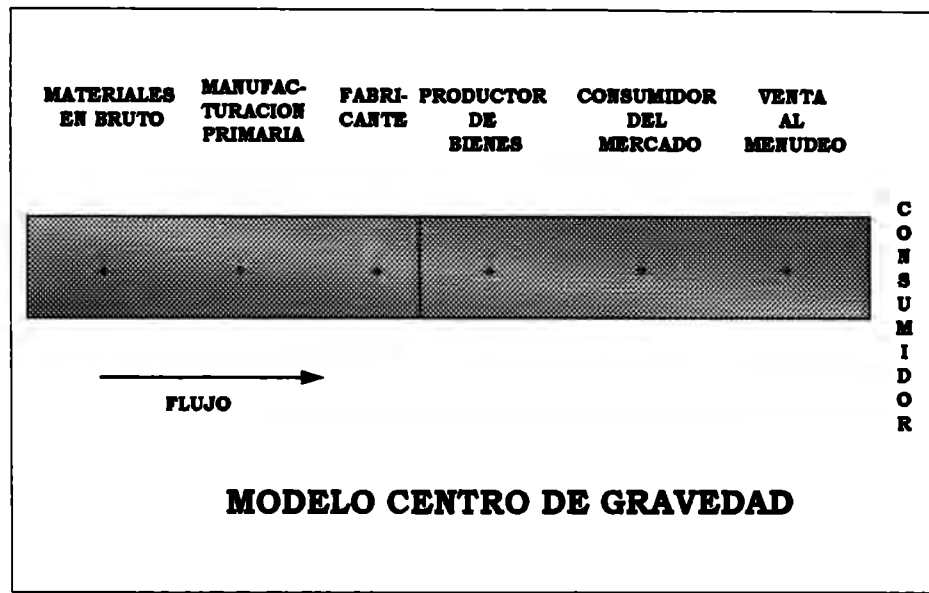 MATERIALES
EN BRUTO
MANUFAC-
TURACION
PRIMARIA
FABRI-
CANTE
PRODUCTOR
DE
BIENES
CONSUMIDOR
DEL
MERCADO
VENTA
AL
MENUDEO
CONSUMIDOR
FLUJO
MODELO CENTRO DE GRAVEDAD